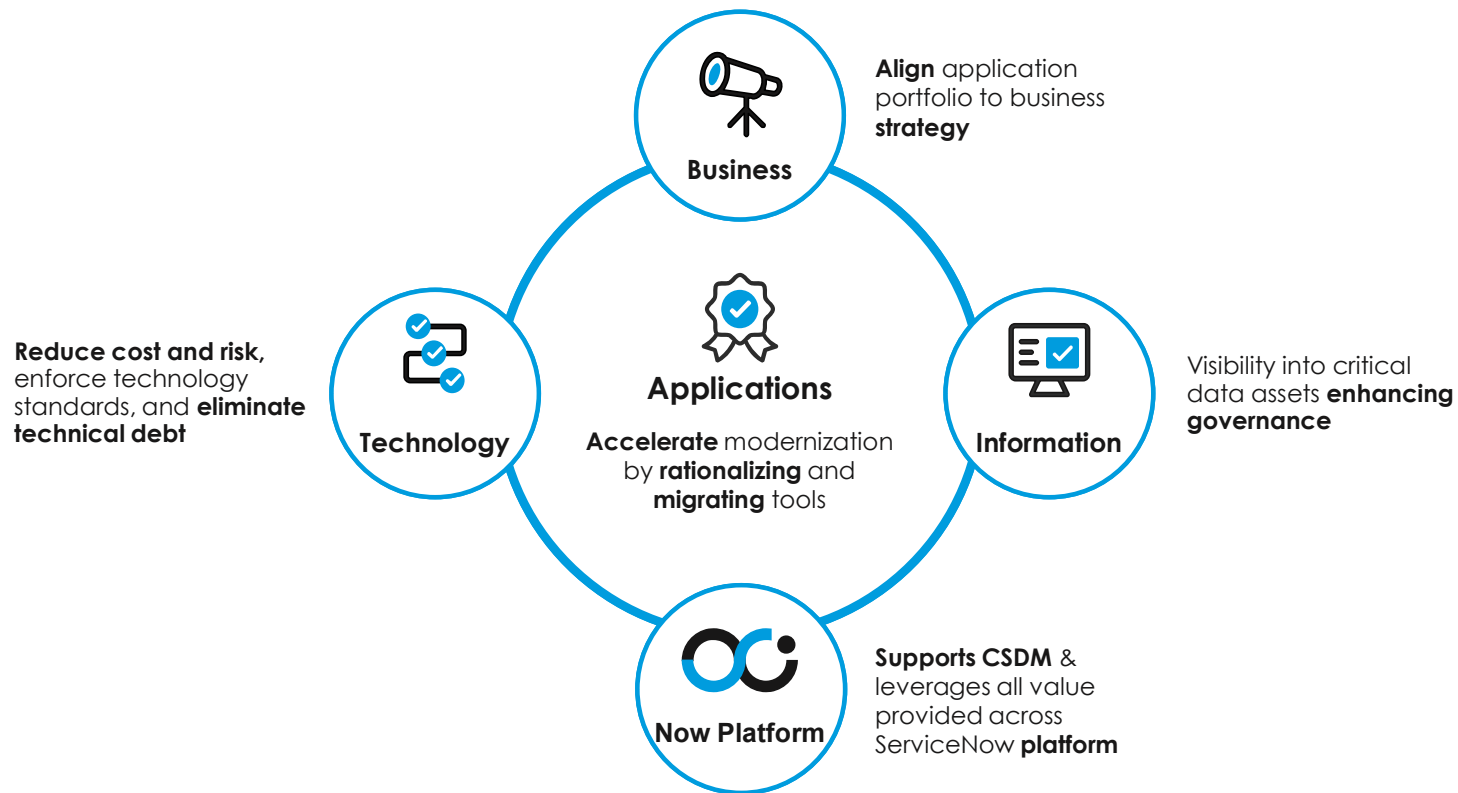 Align application
portfolio to business
strategy
Business
Reduce cost and risk,
enforce technology
standards, and eliminate
technical debt
Technology
Applications
Accelerate modernization
by rationalizing and
migrating tools
Information
Visibility into critical
data assets enhancing
governance
Now Platform
Supports CSDM &
leverages all value
provided across
ServiceNow platform